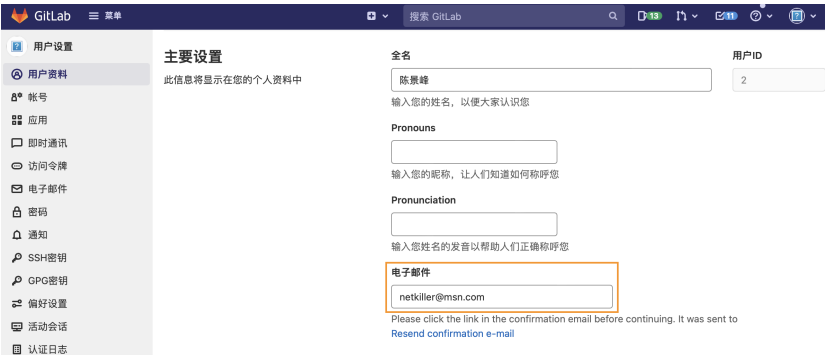 GitLab 菜单 搜索 GitLab 13 11
用户设置
用户资料
帐号
应用
即时通讯
访问令牌
电子邮件
密码
通知
SSH密钥
GPG密钥
偏好设置
活动会话
认证日志
主要设置
此信息将显示在您的个人资料中
全名
陈景峰
输入您的姓名，以便大家认识您
用户ID
2
Pronouns
输入您的昵称，让人们知道如何称呼您
Pronunciation
输入您姓名的发音以帮助人们正确称呼您
电子邮件
netkiller@msn.com
Please click the link in the confirmation email before continuing. It was sent to
Resend confirmation e-mail